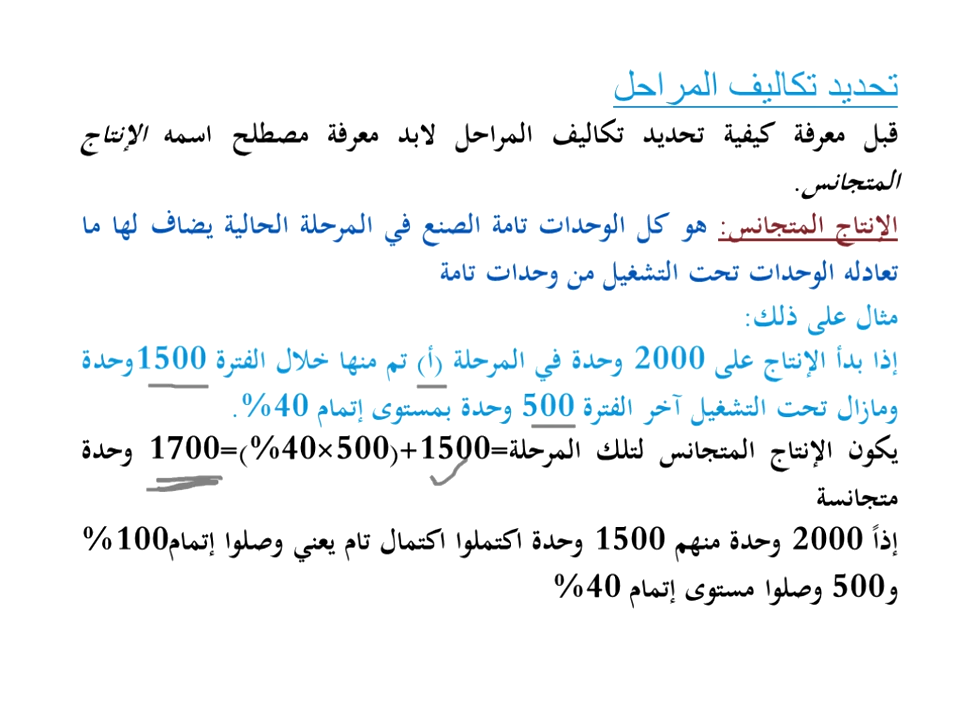 تحديد تكاليف المراحل
قبل معرفة كيفية تحديد تكاليف المراحل لابد معرفة مصطلح اسمه الإنتاج
المتجانس.
الإنتاج المتجانس: هو كل الوحدات تامة الصنع في المرحلة الحالية يضاف لها ما
تعادله الوحدات تحت التشغيل من وحدات تامة
مثال على ذلك:
إذا بدأ الإنتاج على 2000 وحدة في المرحلة (أ) تم منها خلال الفترة 1500وحدة
ومازال تحت التشغيل آخر الفترة 500 وحدة بمستوى إتمام 40%.
يكون الإنتاج المتجانس لتلك المرحلة=1500+(500×40%)=1700 وحدة
متجانسة
إذاً 2000 وحدة منهم 1500 وحدة اكتملوا اكتمال تام يعني وصلوا إتمام100%
و500 وصلوا مستوى إتمام 40%